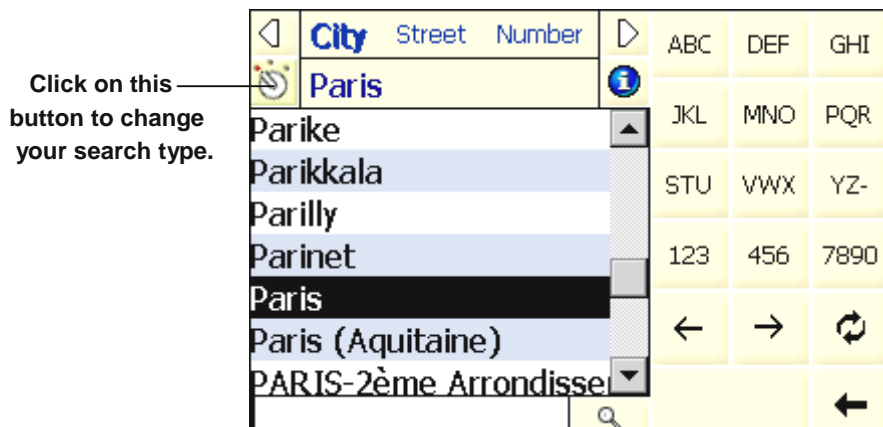 City Street Number
ABC DEF GHI
Click on this
button to change
your search type.
Paris
JKL MNO PQR
Parike
Parikkala
STU VWX YZ-
Parilly
Parinet
123 456 7890
Paris
Paris (Aquitaine)
PARIS-2ème Arrondisse